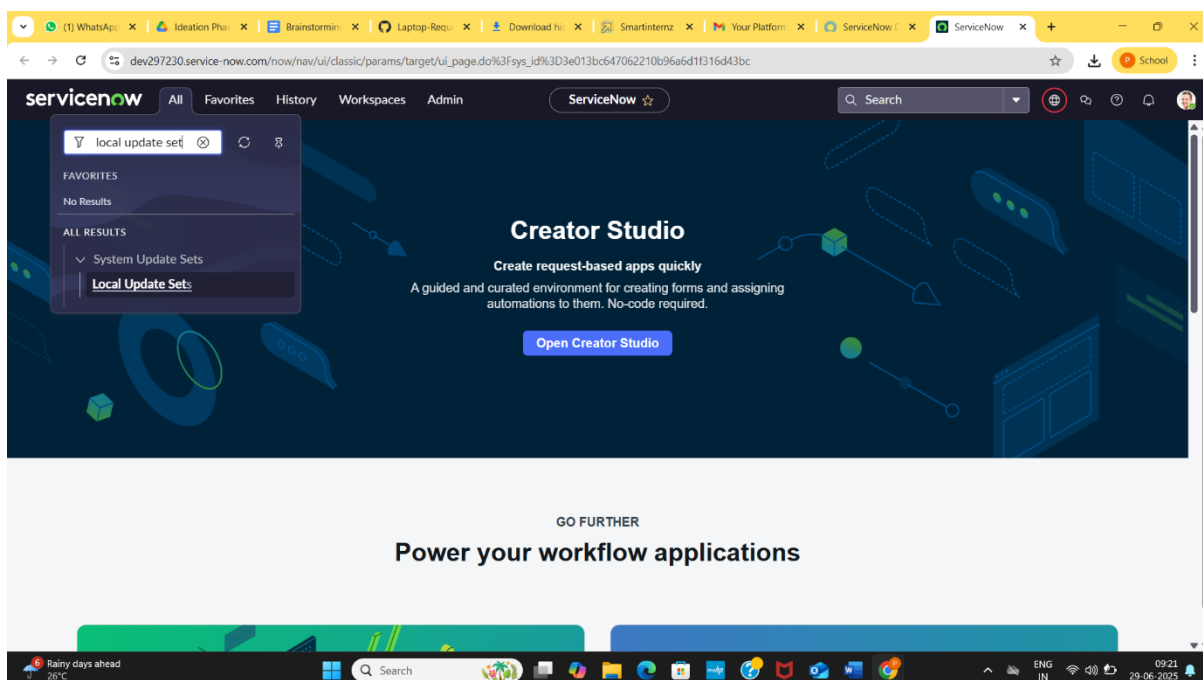 (1) WhatsApp
Ideation Phas
Brainstorming
Laptop-Reque
Download his
Smartinternz
Your Platform
ServiceNow D
ServiceNow
dev297230.service-now.com/now/nav/ui/classic/params/target/ui_page.do%3Fsys_id%3D3e013bc647062210b96a6d1f316d43bc
School
servicenow
All
Favorites
History
Workspaces
Admin
ServiceNow
Search
local update set
FAVORITES
No Results
ALL RESULTS
System Update Sets
Local Update Sets
Creator Studio
Create request-based apps quickly
A guided and curated environment for creating forms and assigning
automations to them. No-code required.
Open Creator Studio
GO FURTHER
Power your workflow applications
6
Rainy days ahead
26°C
Search
ENG
IN
09:21
29-06-2025